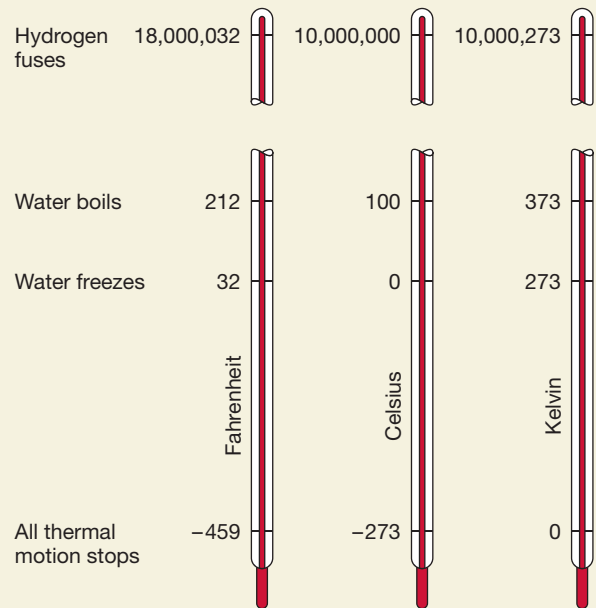 Hydrogen fuses 18,000,032 10,000,000 10,000,273
Water boils 212 100 373
Water freezes 32 0 273
Fahrenheit
Celsius
Kelvin
All thermal motion stops −459 −273 0